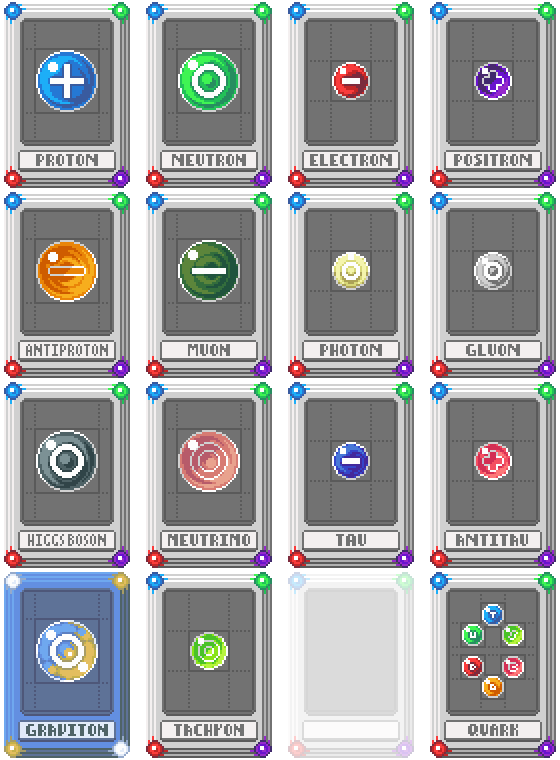 PROTON
NEUTRON
ELECTRON
POSITRON
ANTIPROTON
MUON
PHOTON
GLUON
HIGGS BOSON
NEUTRINO
TAU
ANTITAU
GRAVITON
TACHYON
QUARK